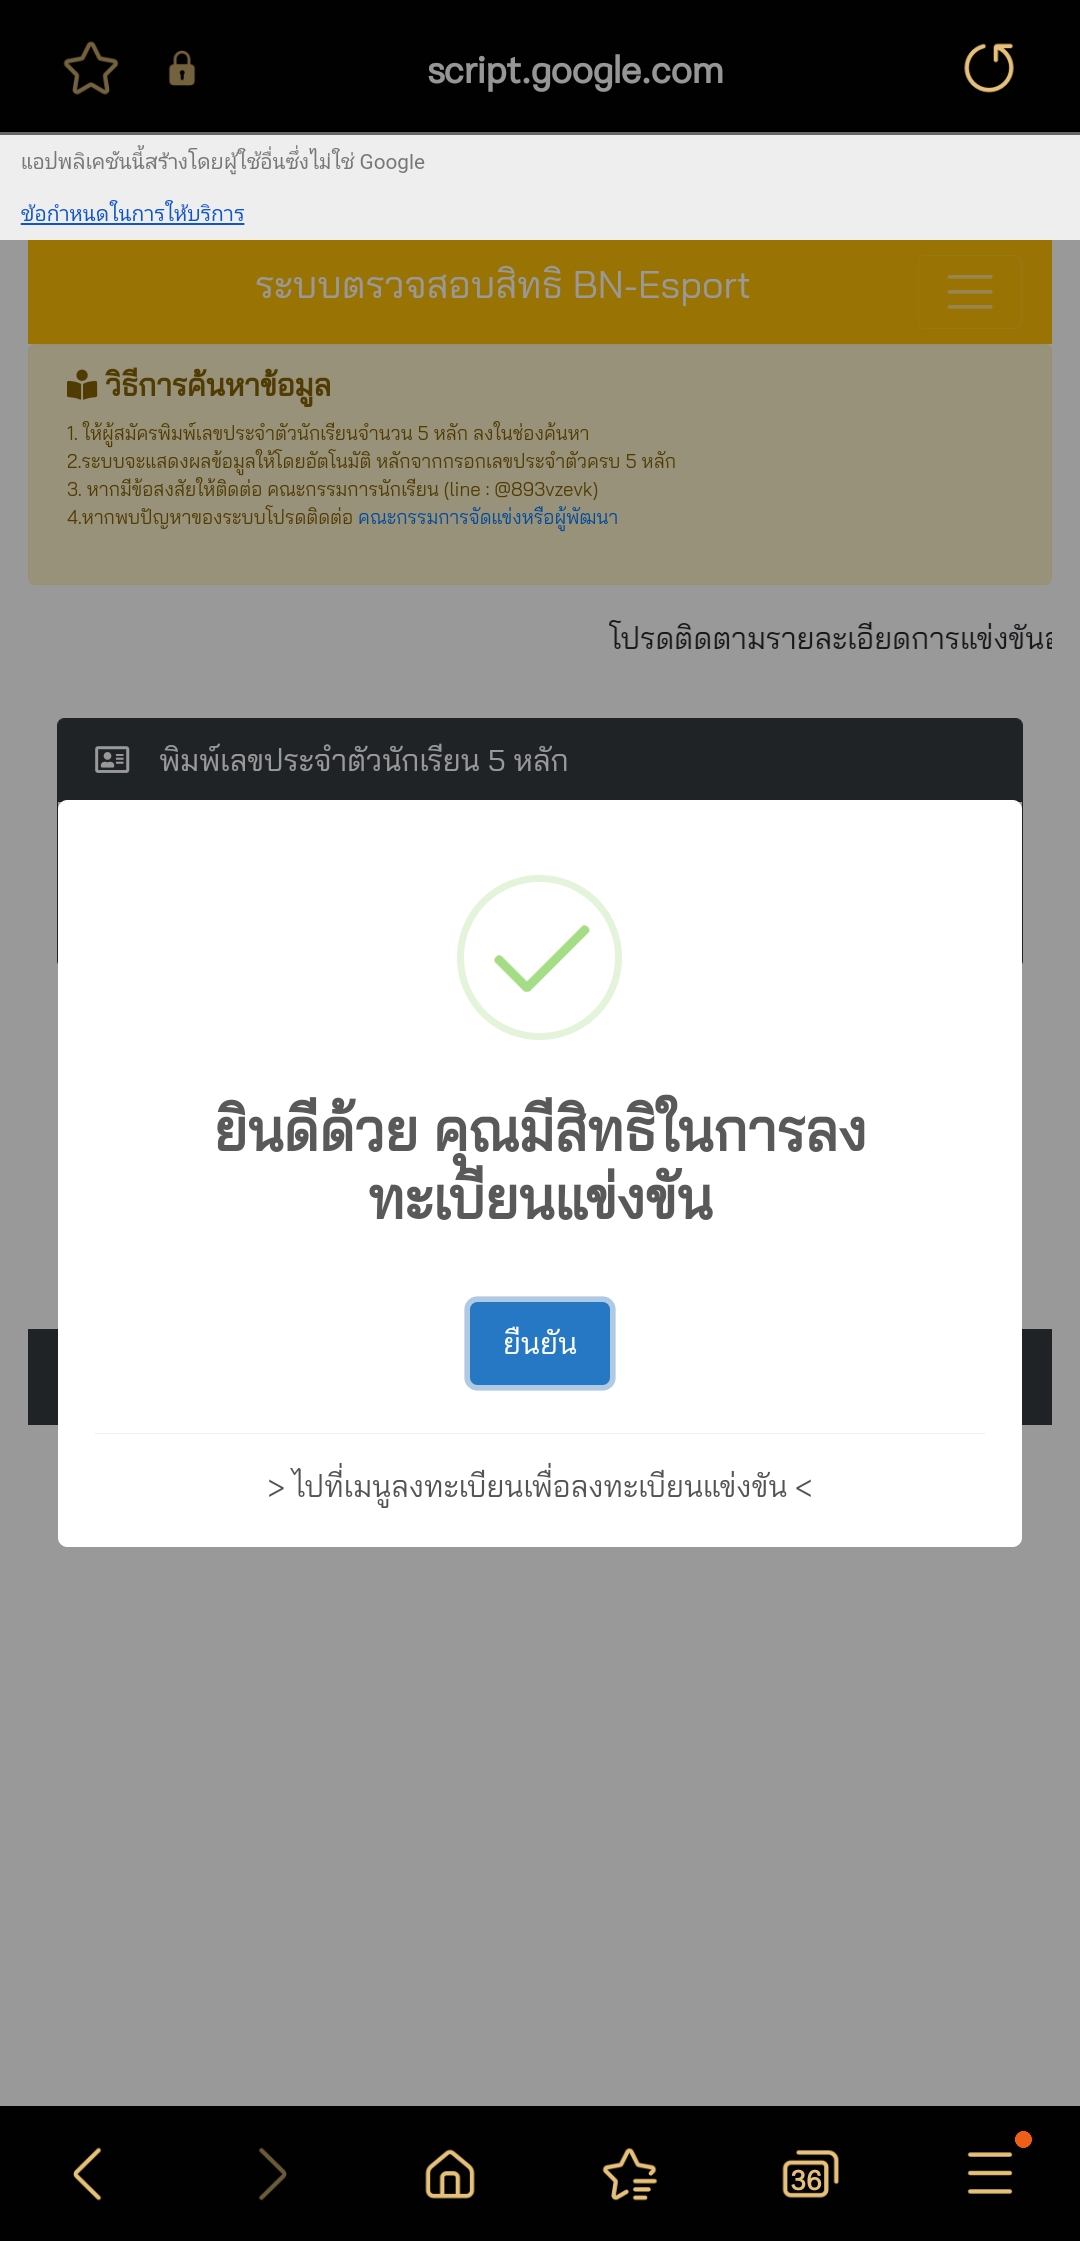 script.google.com
แอปพลิเคชันนี้สร้างโดยผู้ใช้อื่นซึ่งไม่ใช่ Google
ข้อกำหนดในการให้บริการ
ระบบตรวจสอบสิทธิ BN-Esport
วิธีการค้นหาข้อมูล
1. ให้ผู้สมัครพิมพ์เลขประจำตัวนักเรียนจำนวน 5 หลัก ลงในช่องค้นหา
2.ระบบจะแสดงผลข้อมูลให้โดยอัตโนมัติ หลักจากกรอกเลขประจำตัวครบ 5 หลัก
3. หากมีข้อสงสัยให้ติดต่อ คณะกรรมการนักเรียน (line : @893vzevk)
4.หากพบปัญหาของระบบโปรดติดต่อ คณะกรรมการจัดแข่งหรือผู้พัฒนา
โปรดติดตามรายละเอียดการแข่งขัน
พิมพ์เลขประจำตัวนักเรียน 5 หลัก
ยินดีด้วย คุณมีสิทธิในการลง
ทะเบียนแข่งขัน
ยืนยัน
> ไปที่เมนูลงทะเบียนเพื่อลงทะเบียนแข่งขัน <
36